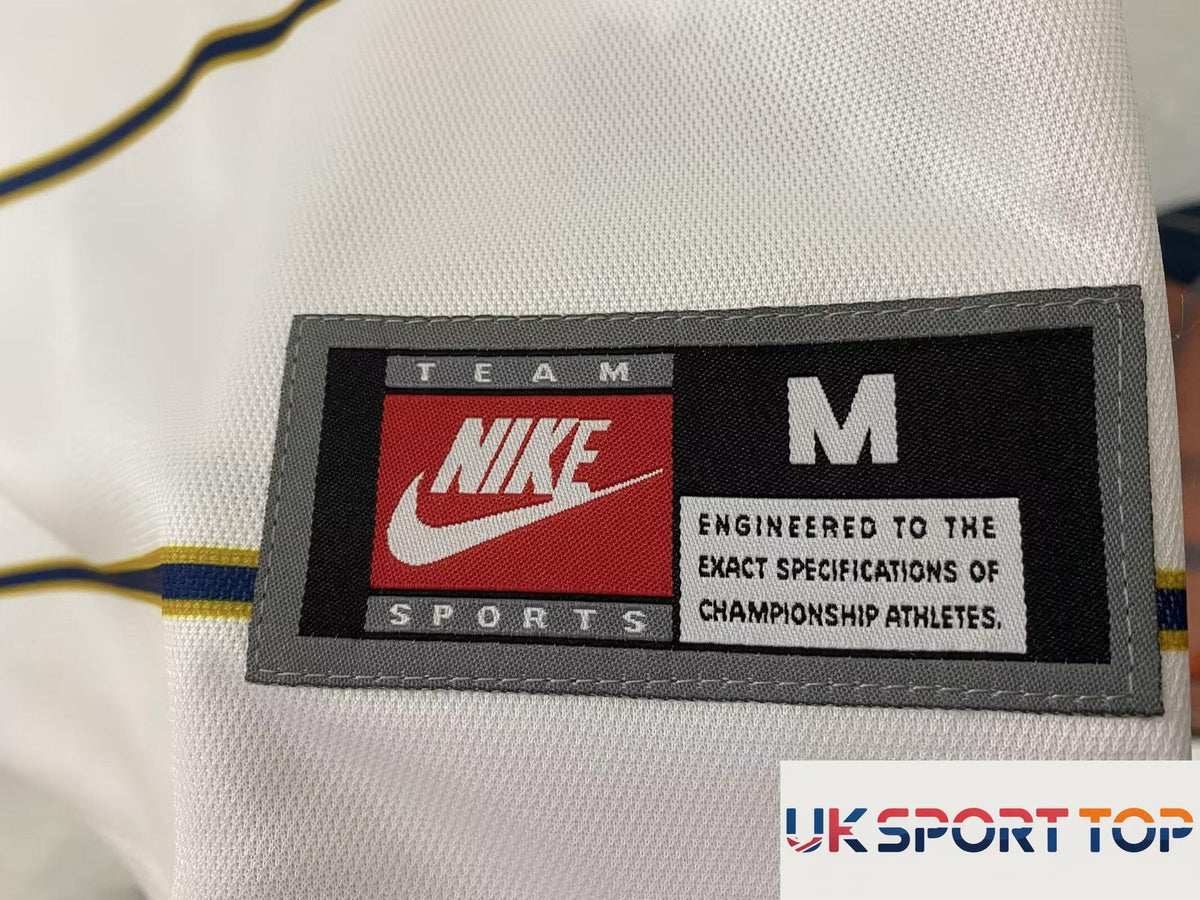 TEAM
NIKE
SPORTS
M
ENGINEERED TO THE
EXACT SPECIFICATIONS OF
CHAMPIONSHIP ATHLETES.
UK SPORT TOP